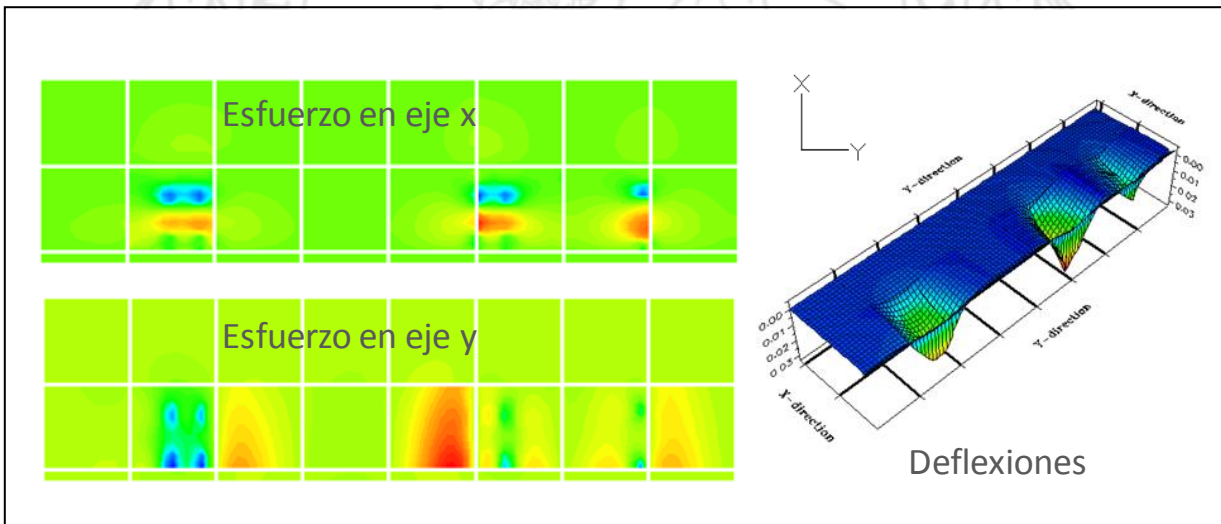 Esfuerzo en eje x
Esfuerzo en eje y
X
Y
X-direction
Y-direction
0.00
0.01
0.02
0.03
0.00
0.01
0.02
0.03
X-direction
Y-direction
Deflexiones